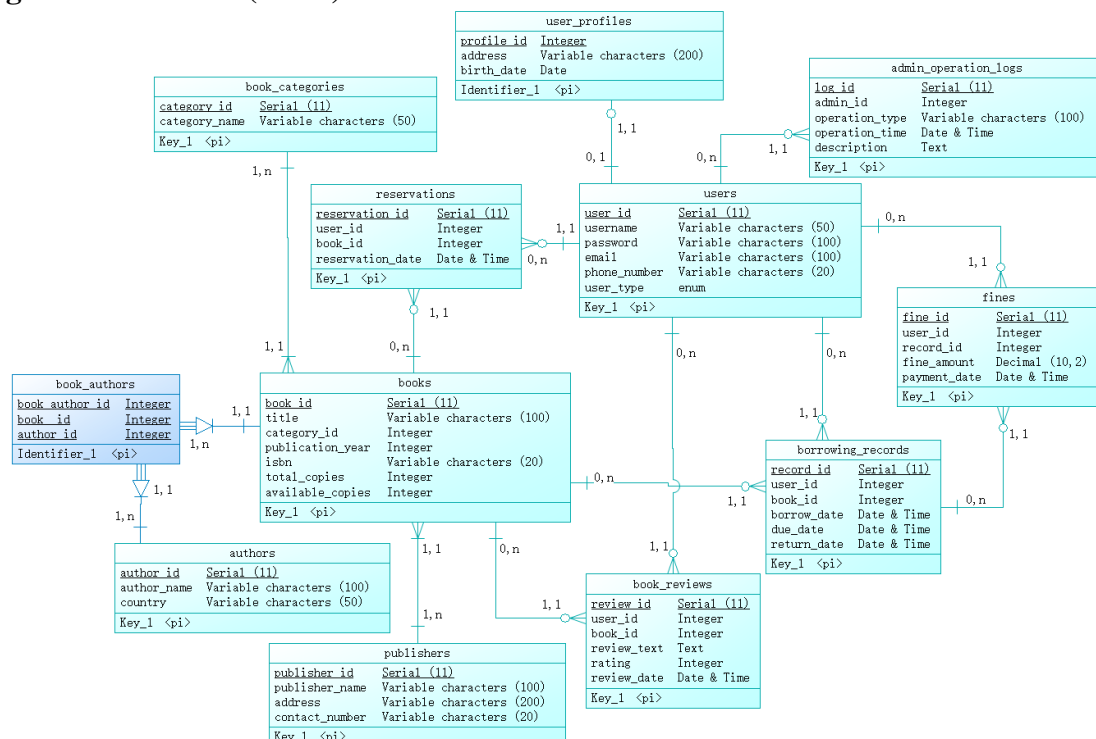 user_profiles
profile_id Integer
address Variable characters (200)
birth_date Date
Identifier_1 <pi>
admin_operation_logs
log_id Serial (11)
admin_id Integer
operation_type Variable characters (100)
operation_time Date & Time
description Text
Key_1 <pi>
book_categories
category_id Serial (11)
category_name Variable characters (50)
Key_1 <pi>
1,1
0,1
0,n
1,1
1,n
reservations
reservation_id Serial (11)
user_id Integer
book_id Integer
reservation_date Date & Time
Key_1 <pi>
1,1
0,n
users
user_id Serial (11)
username Variable characters (50)
password Variable characters (100)
email Variable characters (100)
phone_number Variable characters (20)
user_type enum
Key_1 <pi>
0,n
1,1
fines
fine_id Serial (11)
user_id Integer
record_id Integer
fine_amount Decimal (10,2)
payment_date Date & Time
Key_1 <pi>
1,1
0,n
1,1
0,n
0,n
book_authors
book_author_id Integer
book_id Integer
author_id Integer
Identifier_1 <pi>
1,1
1,n
books
book_id Serial (11)
title Variable characters (100)
category_id Integer
publication_year Integer
isbn Variable characters (20)
total_copies Integer
available_copies Integer
Key_1 <pi>
1,1
1,1
borrowing_records
record_id Serial (11)
user_id Integer
book_id Integer
borrow_date Date & Time
due_date Date & Time
return_date Date & Time
Key_1 <pi>
0,n
1,1
0,n
1,1
1,n
authors
author_id Serial (11)
author_name Variable characters (100)
country Variable characters (50)
Key_1 <pi>
1,1
0,n
1,1
1,1
1,n
book_reviews
review_id Serial (11)
user_id Integer
book_id Integer
review_text Text
rating Integer
review_date Date & Time
Key_1 <pi>
publishers
publisher_id Serial (11)
publisher_name Variable characters (100)
address Variable characters (200)
contact_number Variable characters (20)
Key_1 <pi>